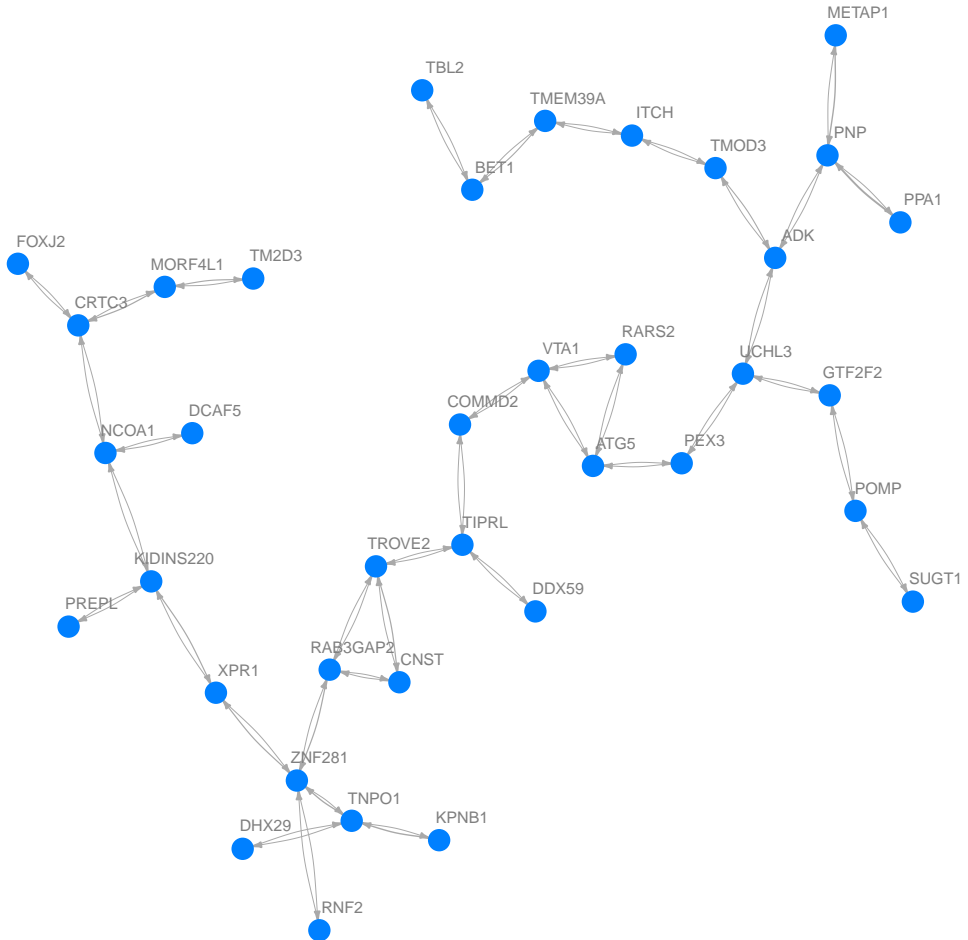 METAP1
TBL2
TMEM39A
ITCH
PNP
TMOD3
BET1
PPA1
ADK
FOXJ2
MORF4L1
TM2D3
CRTC3
RARS2
VTA1
UCHL3
GTF2F2
COMMD2
DCAF5
NCOA1
ATG5
PEX3
POMP
TIPRL
TROVE2
KIDINS220
SUGT1
DDX59
PREPL
RAB3GAP2
CNST
XPR1
ZNF281
TNPO1
KPNB1
DHX29
RNF2